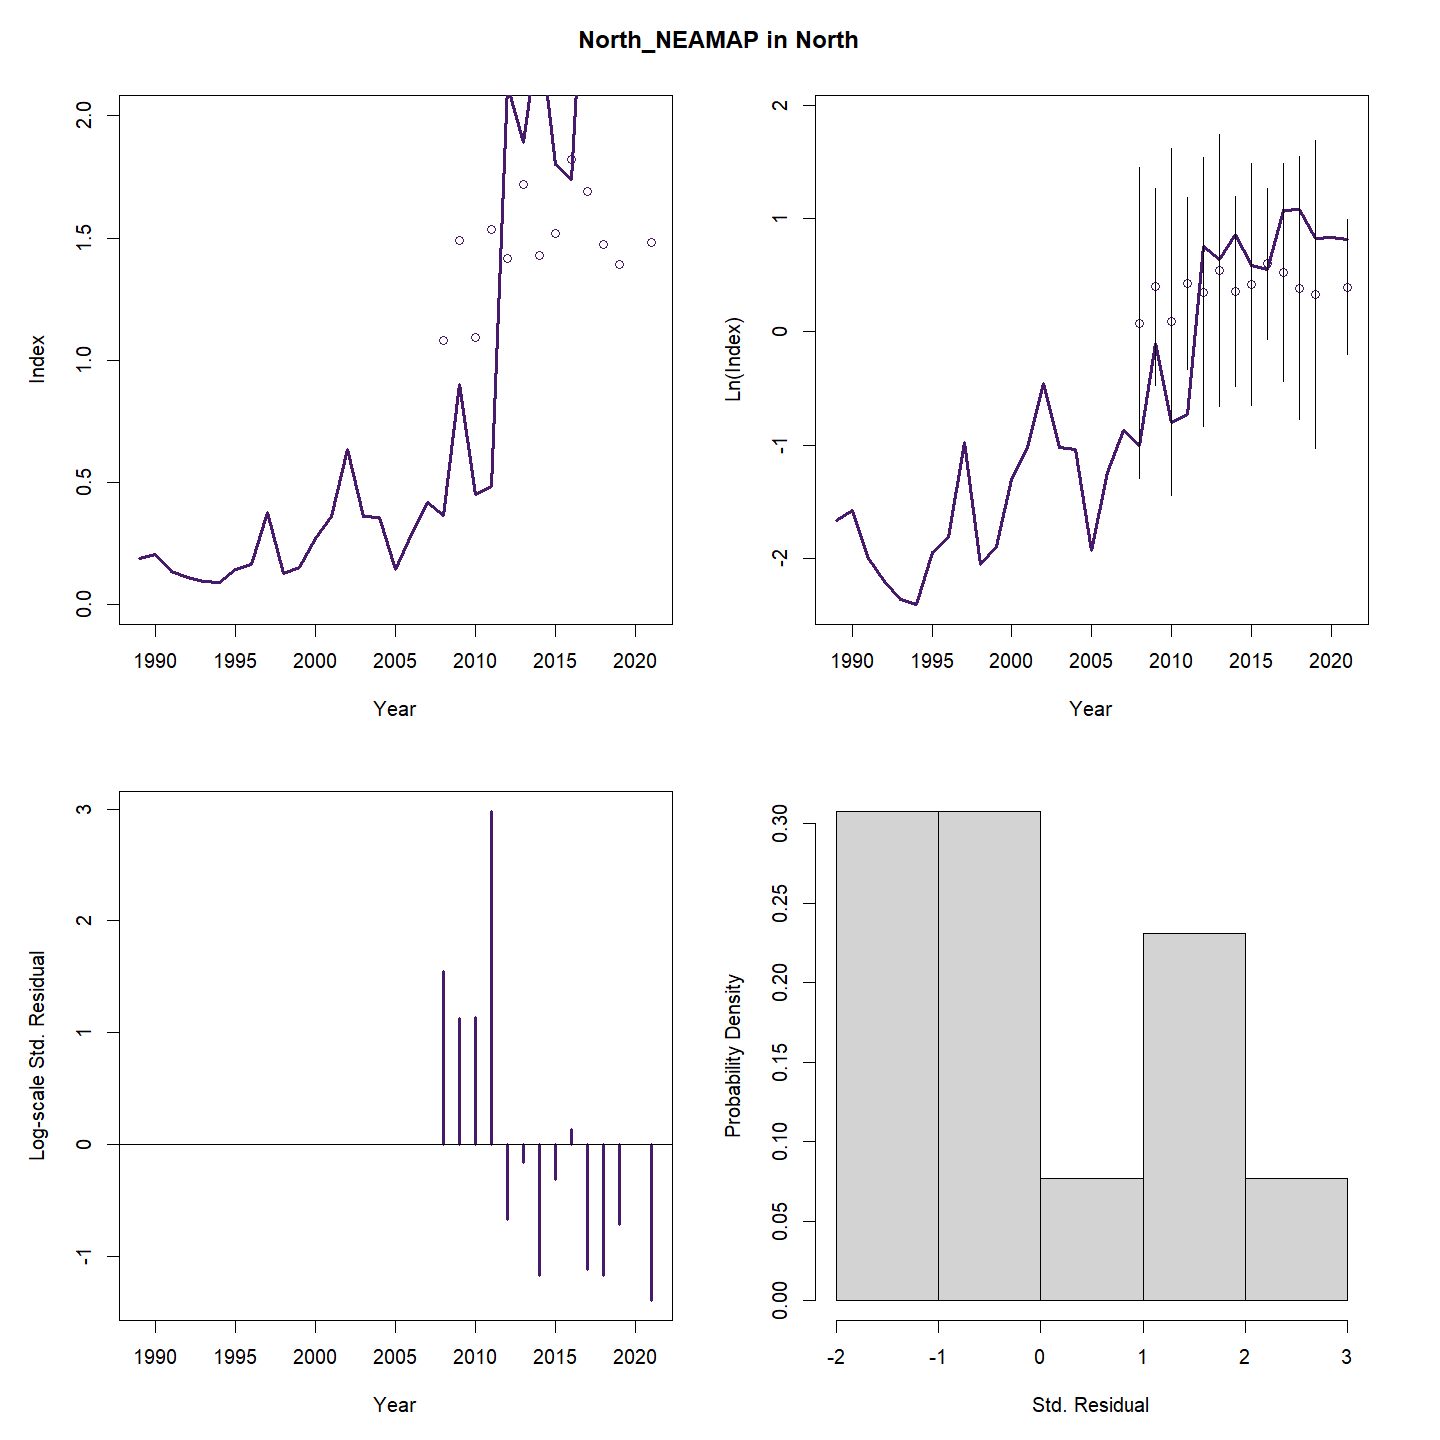 North_NEAMAP in North
Index
2.0
1.5
1.0
0.5
0.0
1990 1995 2000 2005 2010 2015 2020
Year
Ln(Index)
2
1
0
-1
-2
1990 1995 2000 2005 2010 2015 2020
Year
Log-scale Std. Residual
3
2
1
0
-1
1990 1995 2000 2005 2010 2015 2020
Year
Probability Density
0.30
0.25
0.20
0.15
0.10
0.05
0.00
-2 -1 0 1 2 3
Std. Residual